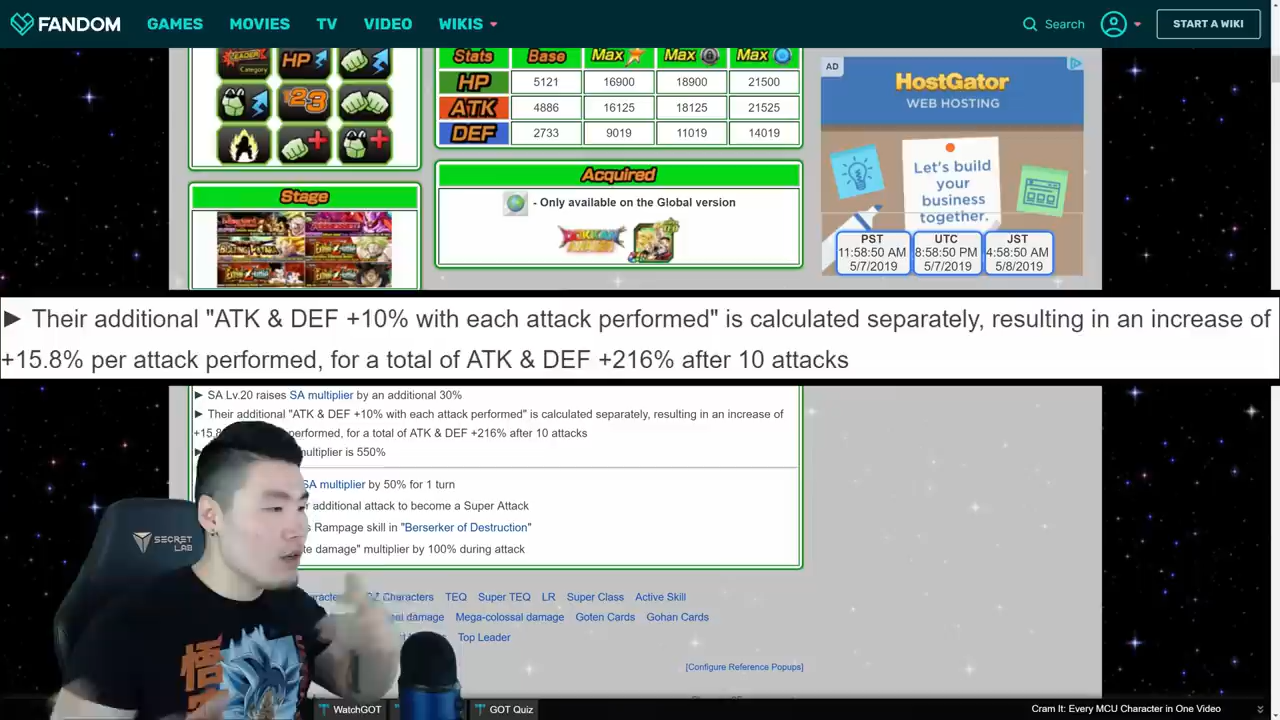 FANDOM GAMES MOVIES TV VIDEO WIKIS Search START A WIKI
LEADER Category HP
23
Stage
Stats Base Max Max Max
HP 5121 16900 18900 21500
ATK 4886 16125 18125 21525
DEF 2733 9019 11019 14019
Acquired
- Only available on the Global version
DOKKAN
AD
HostGator
WEB HOSTING
Let's build
your
business
together.
PST UTC JST
11:58:50 AM 8:58:50 PM 4:58:50 AM
5/7/2019 5/7/2019 5/8/2019
► Their additional "ATK & DEF +10% with each attack performed" is calculated separately, resulting in an increase of
+15.8% per attack performed, for a total of ATK & DEF +216% after 10 attacks
► SA Lv.20 raises SA multiplier by an additional 30%
► Their additional "ATK & DEF +10% with each attack performed" is calculated separately, resulting in an increase of
+15.8 performed, for a total of ATK & DEF +216% after 10 attacks
multiplier is 550%
SA multiplier by 50% for 1 turn
additional attack to become a Super Attack
Rampage skill in "Berserker of Destruction"
damage" multiplier by 100% during attack
Characters TEQ Super TEQ LR Super Class Active Skill
damage Mega-colossal damage Goten Cards Gohan Cards
Top Leader
[Configure Reference Popups]
SECRET
LAB
悟
WatchGOT GOT Quiz Cram It: Every MCU Character in One Video